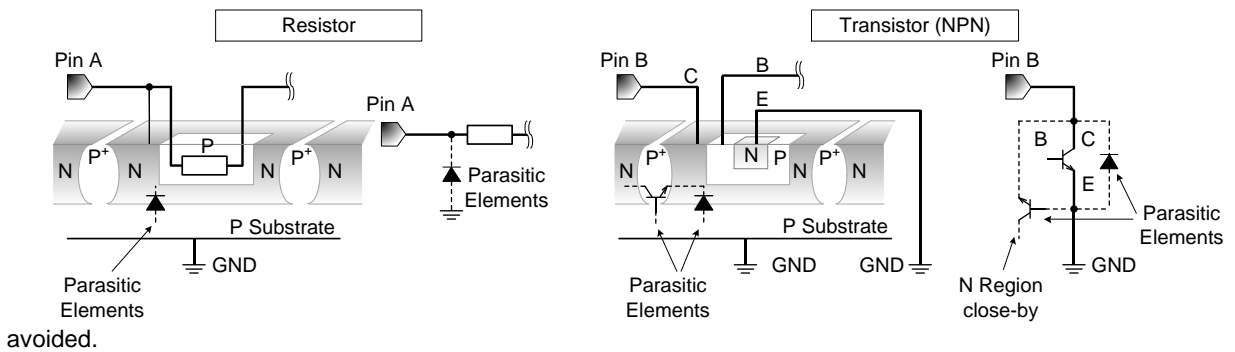 Resistor
Transistor (NPN)
Pin A
Pin B
B
Pin B
C
E
Pin A
P
N
P+
N
N
P+
N
Parasitic
Elements
P Substrate
GND
Parasitic
Elements
N
P+
N
P
P+
N
N
P Substrate
GND
GND
Parasitic
Elements
B
C
E
Parasitic
Elements
GND
N Region
close-by
avoided.